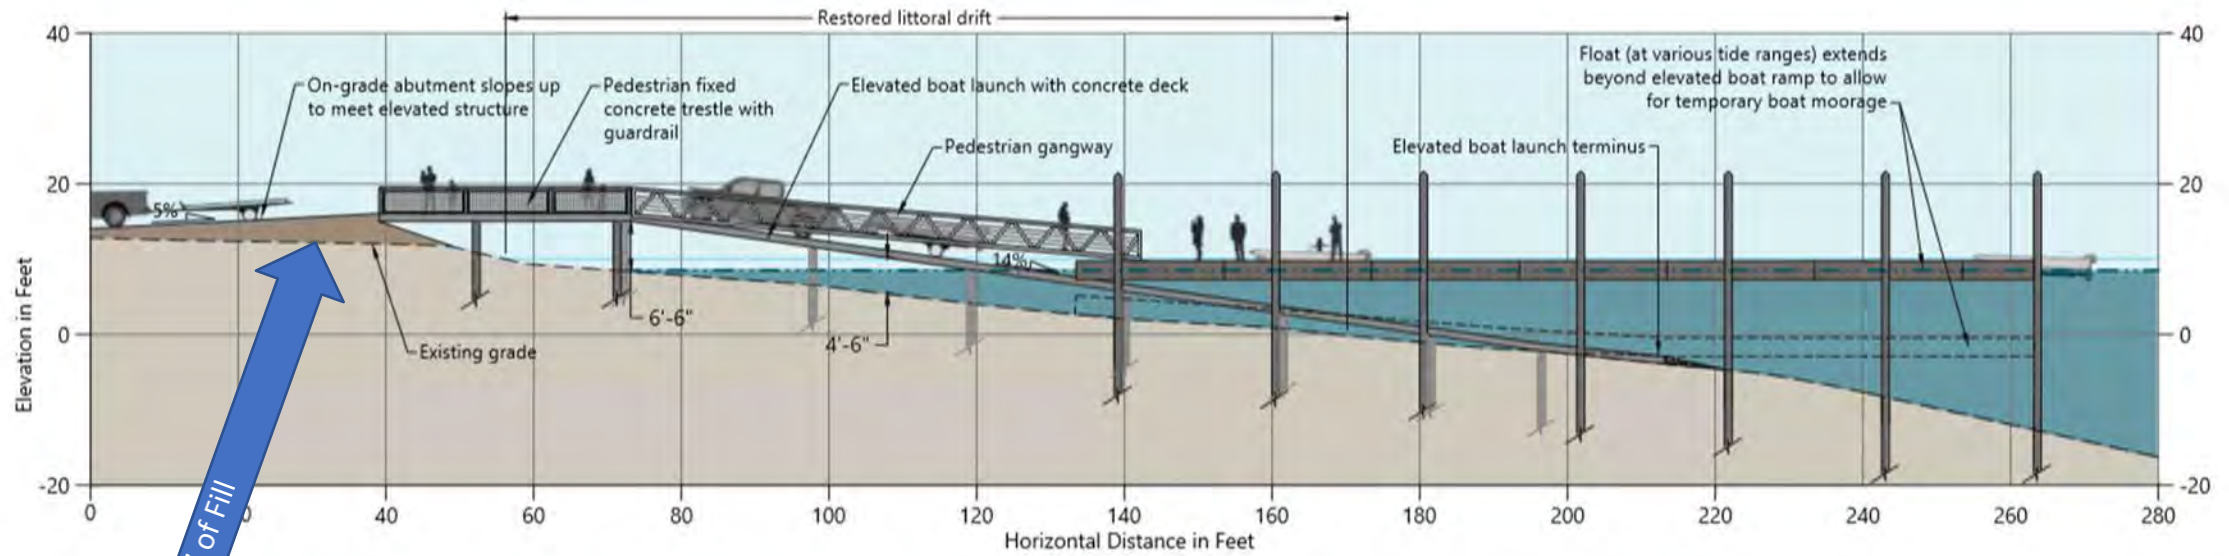 Restored littoral drift
40
40
On-grade abutment slopes up
to meet elevated structure
Pedestrian fixed
concrete trestle with
guardrail
Elevated boat launch with concrete deck
Float (at various tide ranges) extends
beyond elevated boat ramp to allow
for temporary boat moorage
Pedestrian gangway
Elevated boat launch terminus
20
20
5%
14%
6'-6"
4'-6"
0
0
Existing grade
Elevation in Feet
-20
-20
of Fill
0
0
40
60
80
100
120
140
160
180
200
220
240
260
280
Horizontal Distance in Feet